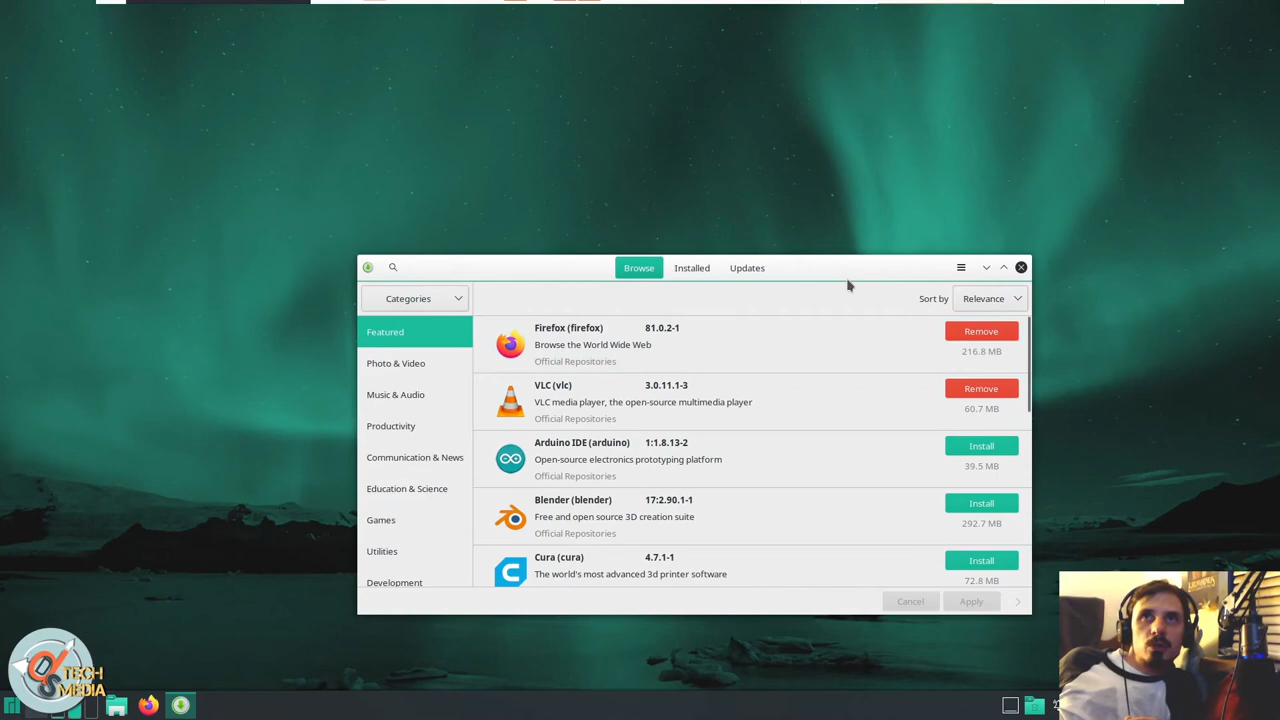 Browse
Installed
Updates
Categories
Sort by
Relevance
Featured
Photo & Video
Music & Audio
Productivity
Communication & News
Education & Science
Games
Utilities
Development
Firefox (firefox) 81.0.2-1
Browse the World Wide Web
Official Repositories
Remove
216.8 MB
VLC (vlc) 3.0.11.1-3
VLC media player, the open-source multimedia player
Official Repositories
Remove
60.7 MB
Arduino IDE (arduino) 1:1.8.13-2
Open-source electronics prototyping platform
Official Repositories
Install
39.5 MB
Blender (blender) 17:2.90.1-1
Free and open source 3D creation suite
Official Repositories
Install
292.7 MB
Cura (cura) 4.7.1-1
The world's most advanced 3d printer software
Install
72.8 MB
Cancel
Apply
TECH
MEDIA